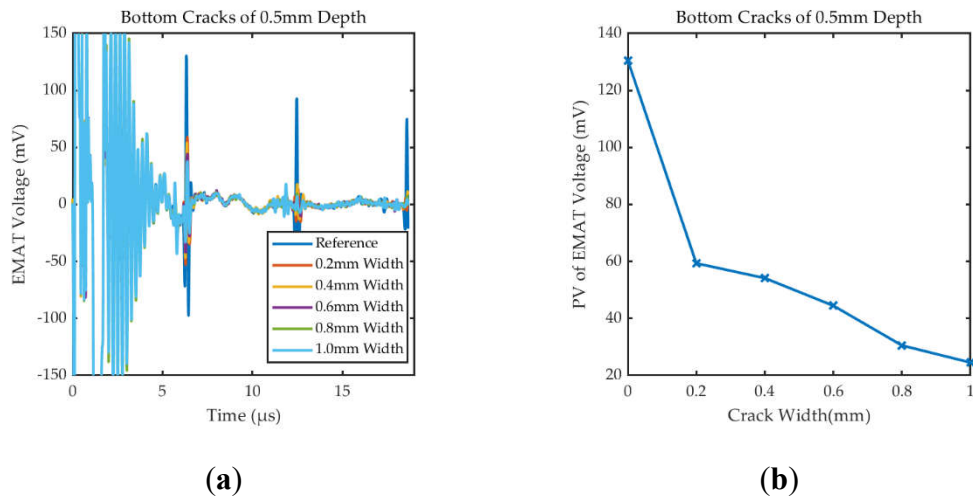 Bottom Cracks of 0.5mm Depth
150
100
50
0
-50
-100
-150
EMAT Voltage (mV)
0 5 10 15
Time (μs)
Reference
0.2mm Width
0.4mm Width
0.6mm Width
0.8mm Width
1.0mm Width
(a)
Bottom Cracks of 0.5mm Depth
140
120
100
80
60
40
20
PV of EMAT Voltage (mV)
0 0.2 0.4 0.6 0.8 1
Crack Width(mm)
(b)